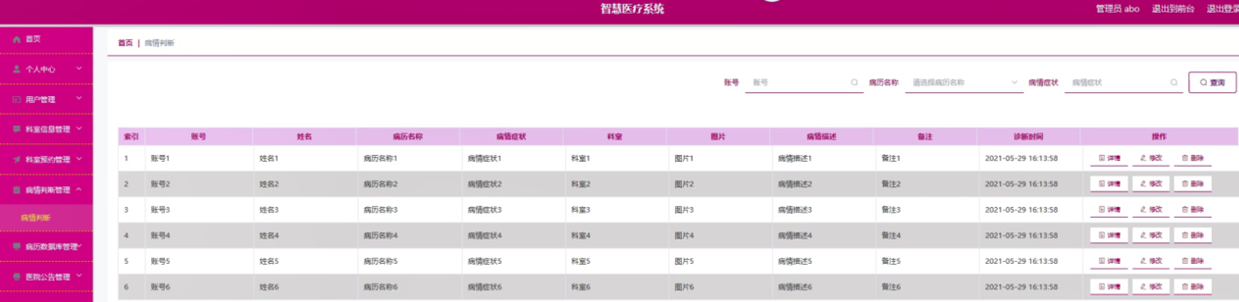 智慧医疗系统
管理员 abo 退出到前台 退出登录
首页
个人中心
用户管理
科室信息管理
科室预约管理
病情判断管理
病情判断
病历数据库管理
医院公告管理
首页 | 病情判断
账号 账号 病历名称 请选择病历名称 病情症状 病情症状 查询
索引 账号 姓名 病历名称 病情症状 科室 图片 病情描述 备注 诊断时间 操作
1 账号1 姓名1 病历名称1 病情症状1 科室1 图片1 病情描述1 备注1 2021-05-29 16:13:58 详情 修改 删除
2 账号2 姓名2 病历名称2 病情症状2 科室2 图片2 病情描述2 备注2 2021-05-29 16:13:58 详情 修改 删除
3 账号3 姓名3 病历名称3 病情症状3 科室3 图片3 病情描述3 备注3 2021-05-29 16:13:58 详情 修改 删除
4 账号4 姓名4 病历名称4 病情症状4 科室4 图片4 病情描述4 备注4 2021-05-29 16:13:58 详情 修改 删除
5 账号5 姓名5 病历名称5 病情症状5 科室5 图片5 病情描述5 备注5 2021-05-29 16:13:58 详情 修改 删除
6 账号6 姓名6 病历名称6 病情症状6 科室6 图片6 病情描述6 备注6 2021-05-29 16:13:58 详情 修改 删除